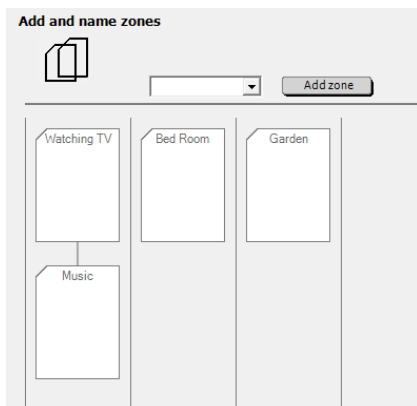 Add and name zones
Add zone
Watching TV
Bed Room
Garden
Music